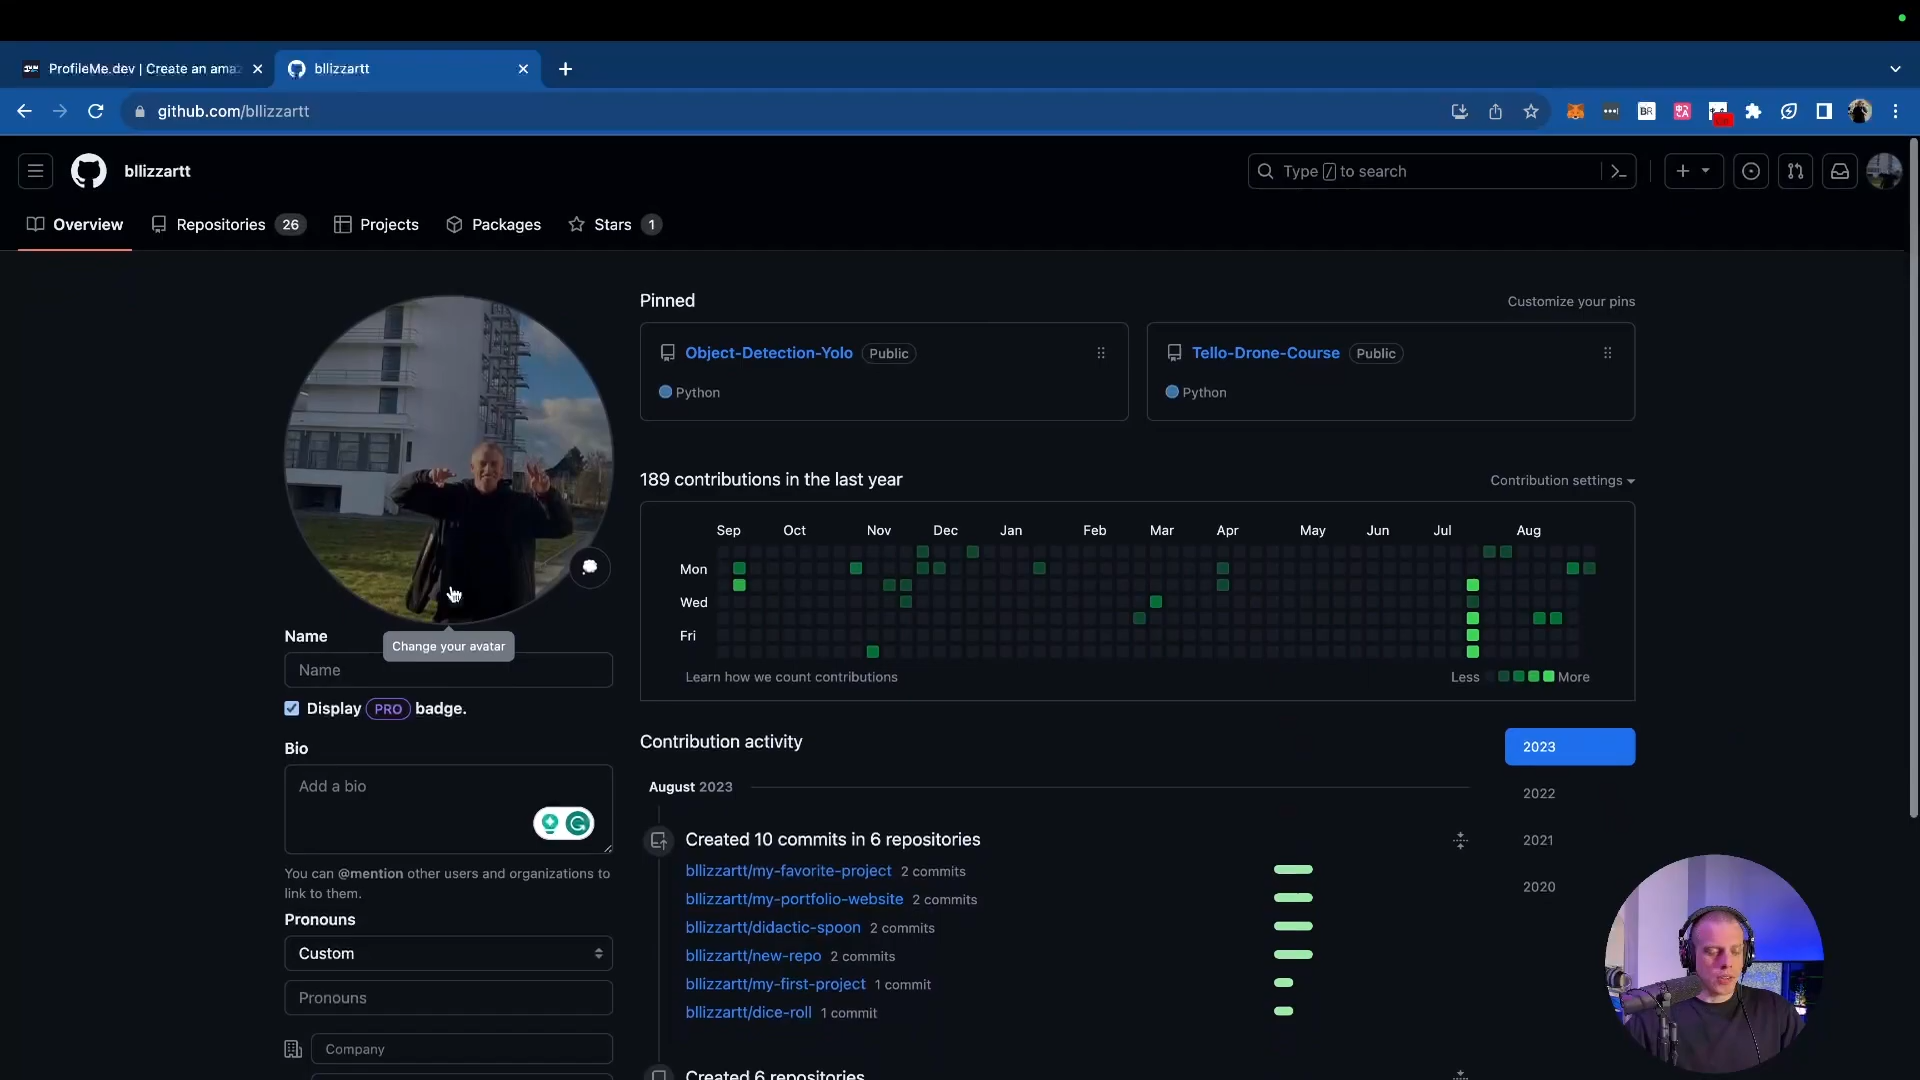 ProfileMe.dev | Create an ama
bllizzartt
github.com/bllizzartt
bllizzartt
Type / to search
Overview
Repositories 26
Projects
Packages
Stars 1
Pinned
Customize your pins
Object-Detection-Yolo Public
Python
Tello-Drone-Course Public
Python
189 contributions in the last year
Contribution settings
Sep Oct Nov Dec Jan Feb Mar Apr May Jun Jul Aug
Mon
Wed
Fri
Learn how we count contributions
Less More
Name
Change your avatar
Name
Display PRO badge.
Bio
Add a bio
You can @mention other users and organizations to
link to them.
Pronouns
Custom
Pronouns
Company
Contribution activity
2023
2022
2021
2020
August 2023
Created 10 commits in 6 repositories
bllizzartt/my-favorite-project 2 commits
bllizzartt/my-portfolio-website 2 commits
bllizzartt/didactic-spoon 2 commits
bllizzartt/new-repo 2 commits
bllizzartt/my-first-project 1 commit
bllizzartt/dice-roll 1 commit
Created 6 repositories